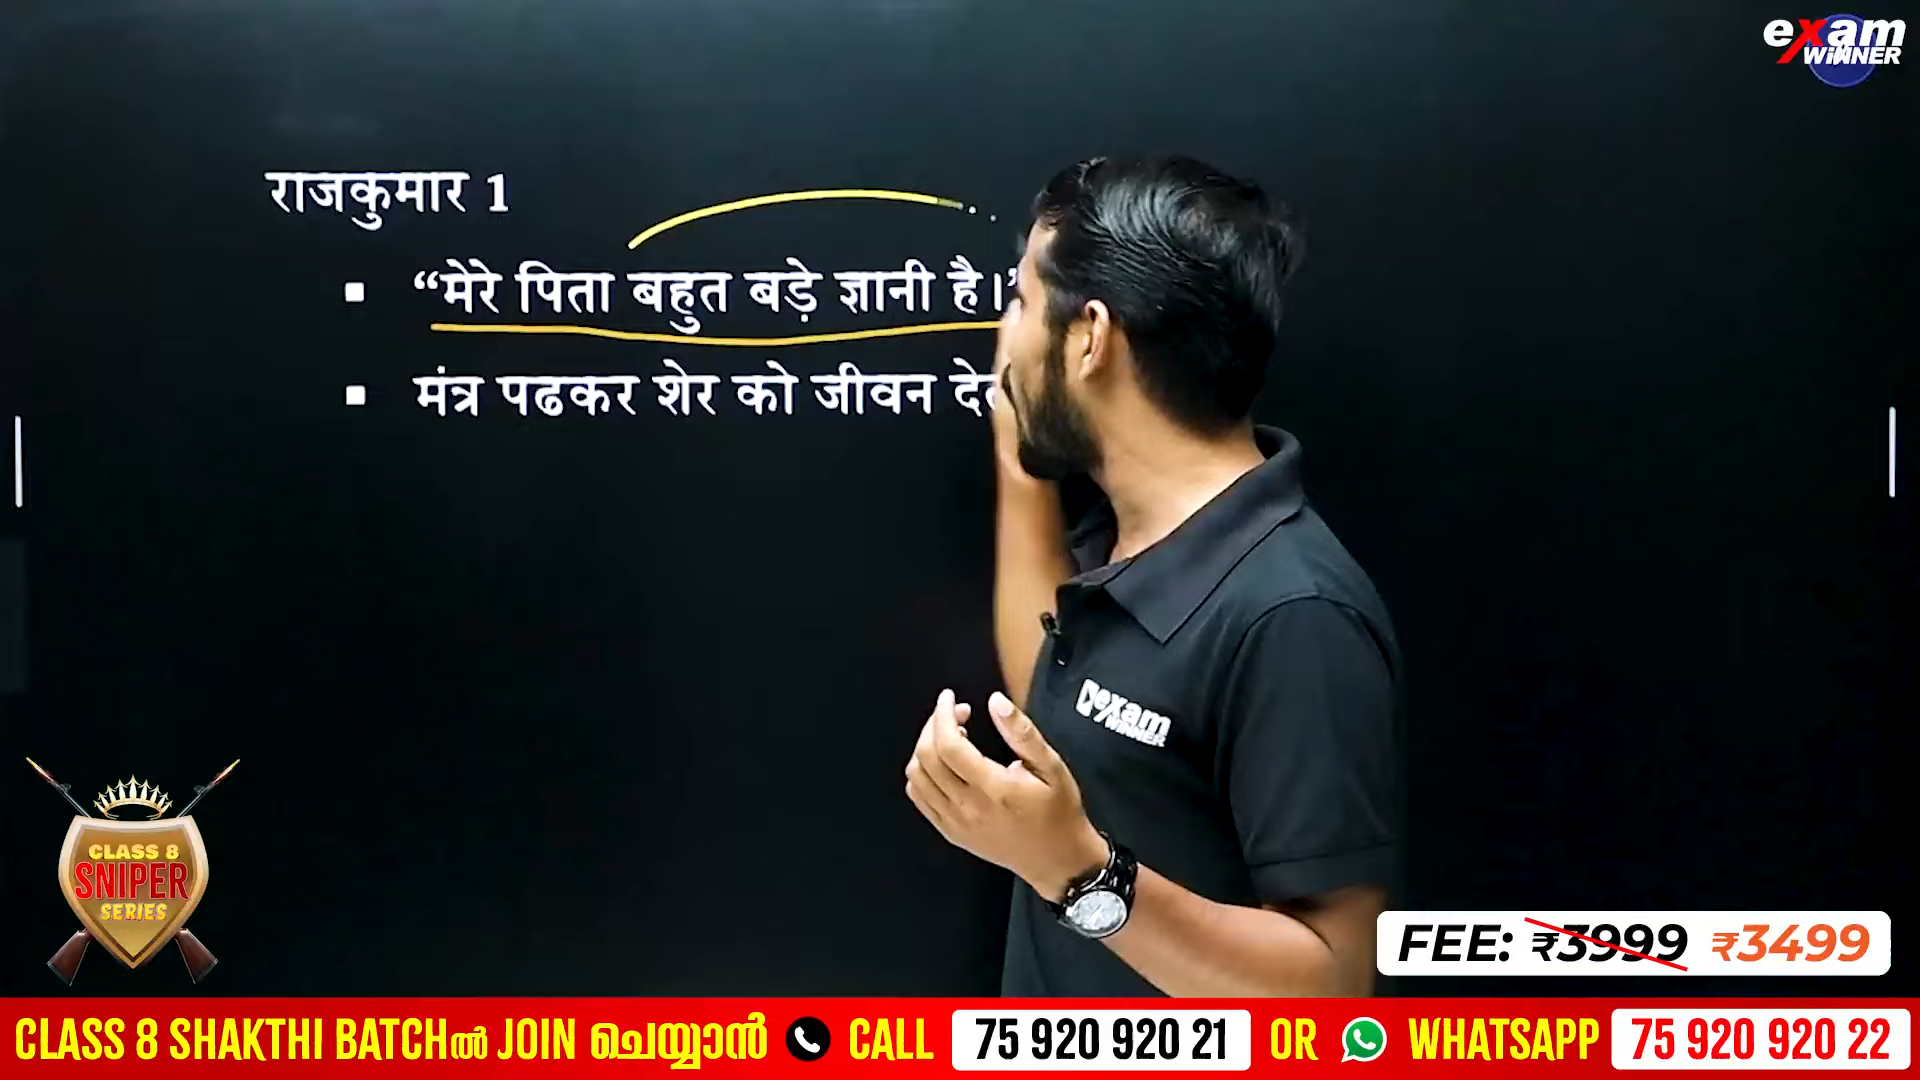 exam
WINNER
राजकुमार 1
“मेरे पिता बहुत बड़े ज्ञानी है।”
मंत्र पढकर शेर को जीवन
exam
WINNER
CLASS 8
SNIPER
SERIES
FEE: ₹3999 ₹3499
CLASS 8 SHAKTHI BATCHൽ JOIN ചെയ്യാൻ CALL 75 920 920 21 OR WHATSAPP 75 920 920 22